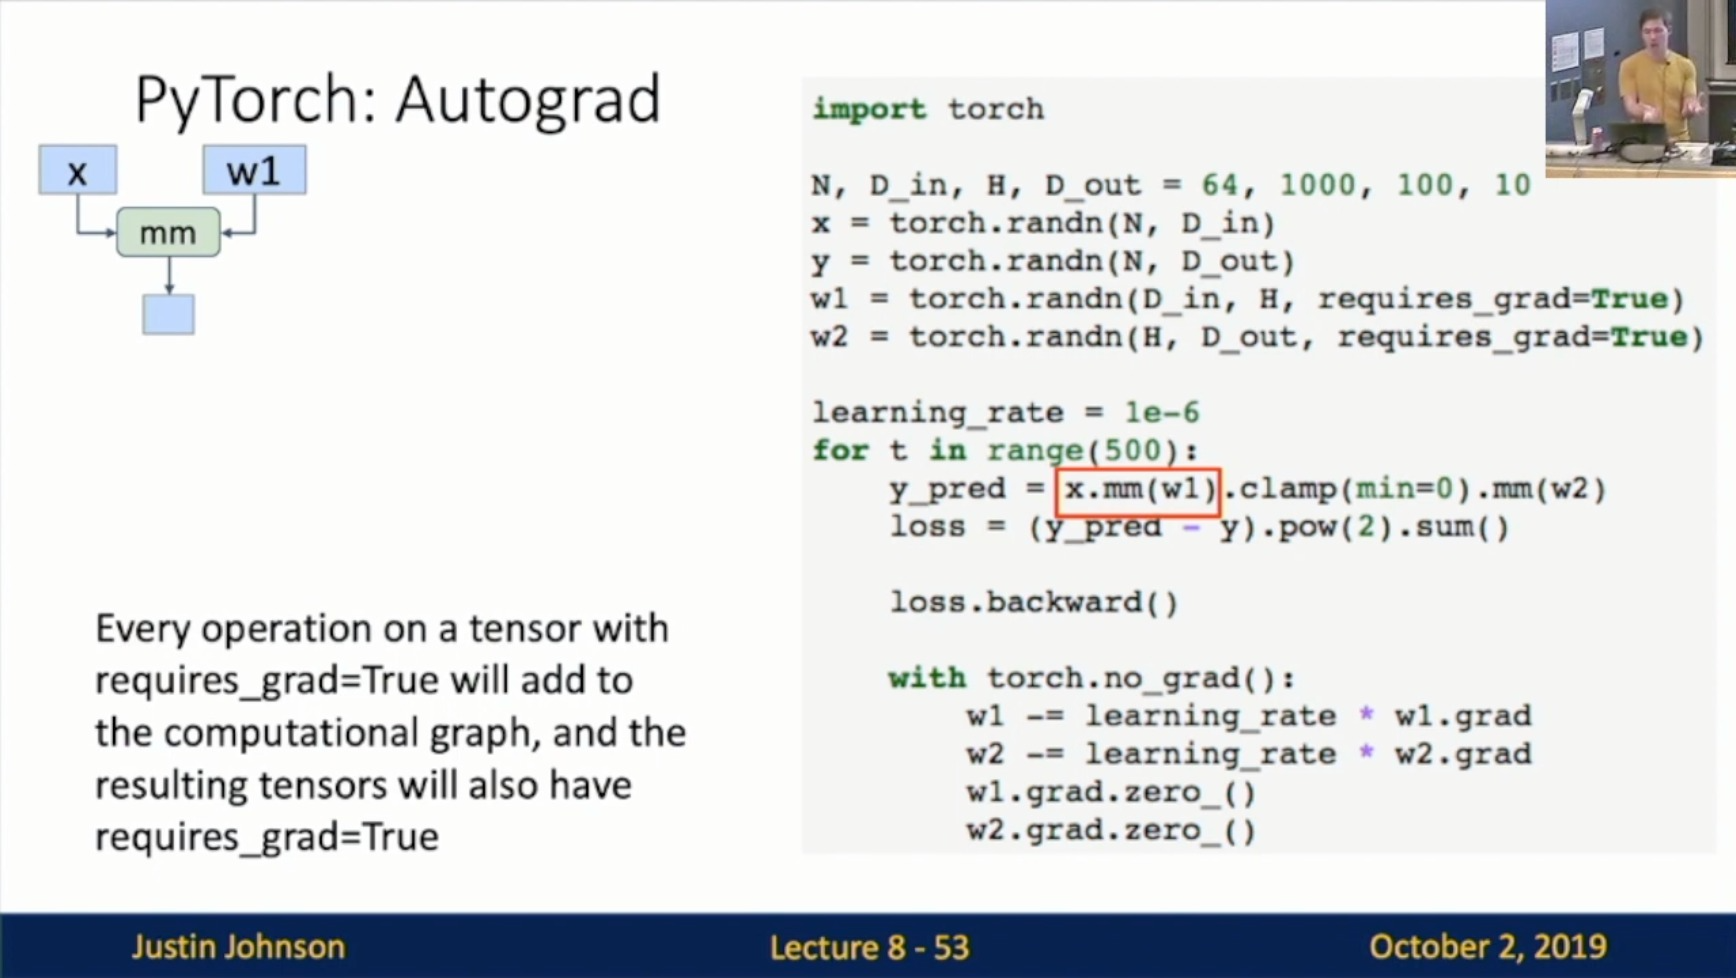 PyTorch: Autograd
x
w1
mm
Every operation on a tensor with
requires_grad=True will add to
the computational graph, and the
resulting tensors will also have
requires_grad=True
import torch
N, D_in, H, D_out = 64, 1000, 100, 10
x = torch.randn(N, D_in)
y = torch.randn(N, D_out)
w1 = torch.randn(D_in, H, requires_grad=True)
w2 = torch.randn(H, D_out, requires_grad=True)
learning_rate = 1e-6
for t in range(500):
    y_pred = x.mm(w1).clamp(min=0).mm(w2)
    loss = (y_pred - y).pow(2).sum()
    loss.backward()
    with torch.no_grad():
        w1 -= learning_rate * w1.grad
        w2 -= learning_rate * w2.grad
        w1.grad.zero_()
        w2.grad.zero_()
Justin Johnson
Lecture 8 - 53
October 2, 2019